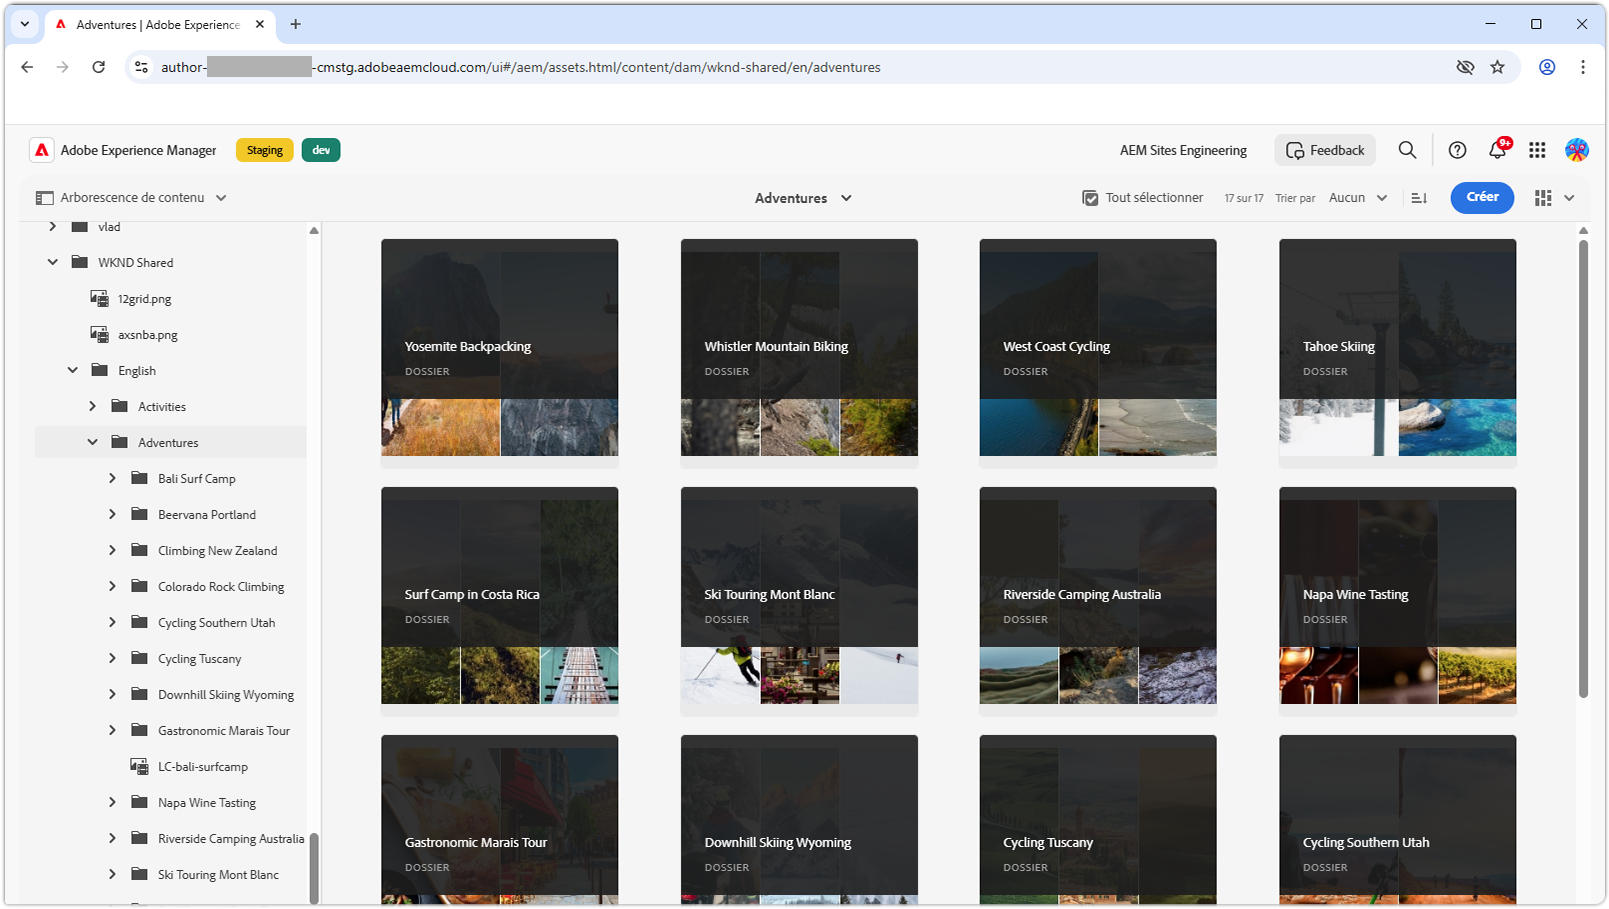 Adventures | Adobe Experience
author- -cmstg.adobeaemcloud.com/ui#/aem/assets.html/content/dam/wknd-shared/en/adventures
Adobe Experience Manager Staging dev AEM Sites Engineering Feedback 9+
Arborescence de contenu Adventures Tout sélectionner 17 sur 17 Trier par Aucun Créer
vlad
WKND Shared
12grid.png
axsnba.png
English
Activities
Adventures
Bali Surf Camp
Beervana Portland
Climbing New Zealand
Colorado Rock Climbing
Cycling Southern Utah
Cycling Tuscany
Downhill Skiing Wyoming
Gastronomic Marais Tour
LC-bali-surfcamp
Napa Wine Tasting
Riverside Camping Australia
Ski Touring Mont Blanc
Yosemite Backpacking
DOSSIER
Whistler Mountain Biking
DOSSIER
West Coast Cycling
DOSSIER
Tahoe Skiing
DOSSIER
Surf Camp in Costa Rica
DOSSIER
Ski Touring Mont Blanc
DOSSIER
Riverside Camping Australia
DOSSIER
Napa Wine Tasting
DOSSIER
Gastronomic Marais Tour
DOSSIER
Downhill Skiing Wyoming
DOSSIER
Cycling Tuscany
DOSSIER
Cycling Southern Utah
DOSSIER